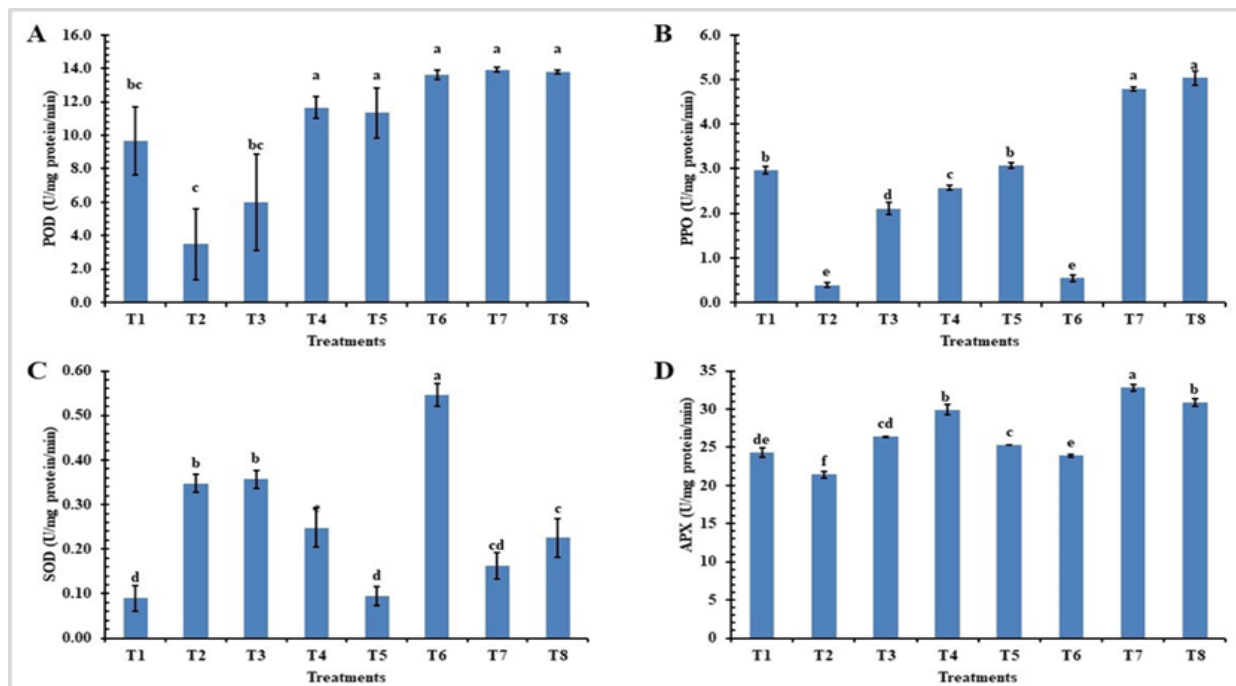 A
POD (U/mg protein/min)
16.0
14.0
12.0
10.0
8.0
6.0
4.0
2.0
0.0
bc
c
bc
a
a
a
a
a
T1 T2 T3 T4 T5 T6 T7 T8
Treatments
B
PPO (U/mg protein/min)
6.0
5.0
4.0
3.0
2.0
1.0
0.0
b
e
d
c
b
e
a
a
T1 T2 T3 T4 T5 T6 T7 T8
Treatments
C
SOD (U/mg protein/min)
0.60
0.50
0.40
0.30
0.20
0.10
0.00
d
b
b
c
d
a
cd
c
T1 T2 T3 T4 T5 T6 T7 T8
Treatments
D
APX (U/mg protein/min)
35
30
25
20
15
10
5
0
de
f
cd
b
c
e
a
b
T1 T2 T3 T4 T5 T6 T7 T8
Treatments